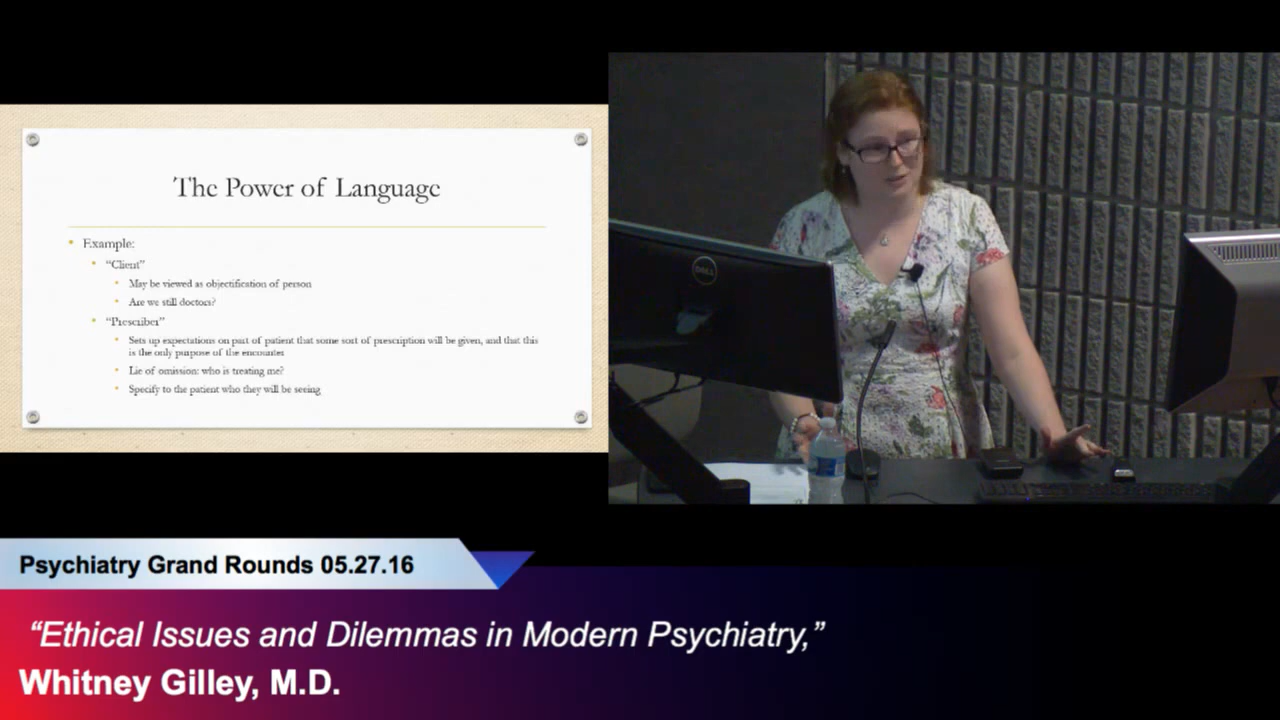 The Power of Language
Example:
“Client”
May be viewed as objectification of person
Are we still doctors?
“Prescriber”
Sets up expectations on part of patient that some sort of prescription will be given, and that this
is the only purpose of the encounter
Lie of omission: who is treating me?
Specify to the patient who they will be seeing
DELL
Psychiatry Grand Rounds 05.27.16
“Ethical Issues and Dilemmas in Modern Psychiatry,”
Whitney Gilley, M.D.